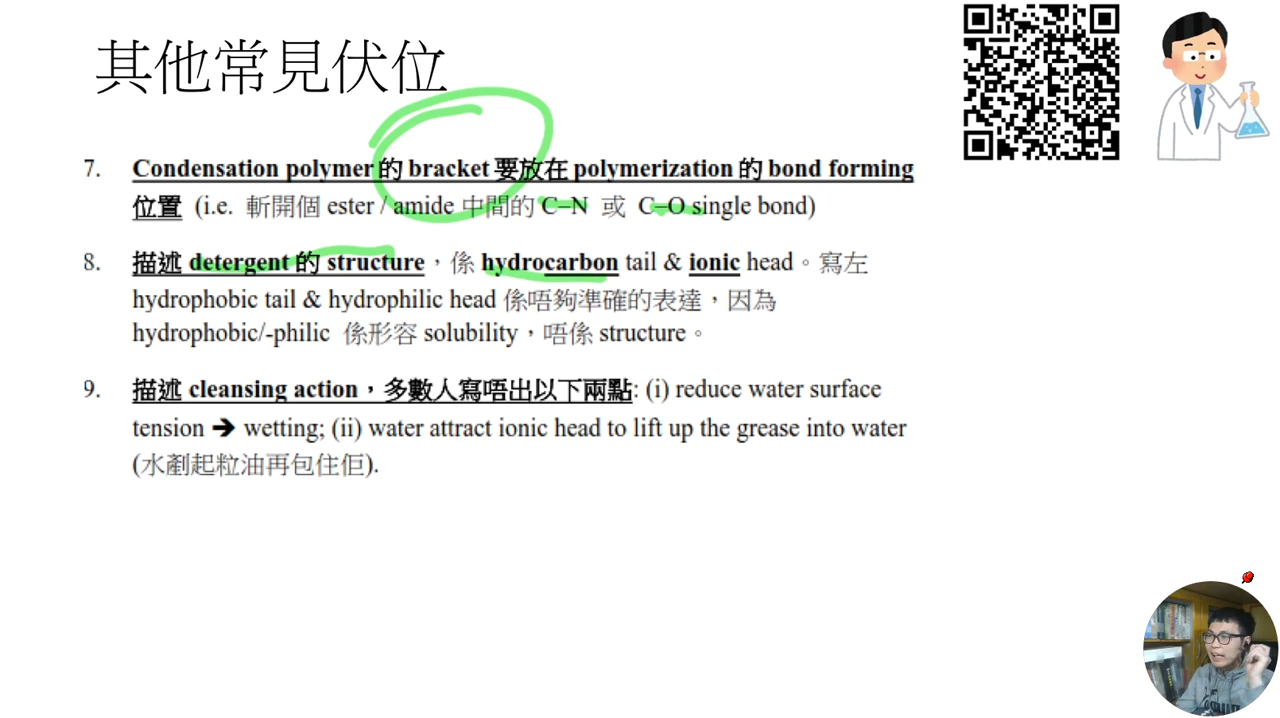 其他常見伏位
7. Condensation polymer 的 bracket 要放在 polymerization 的 bond forming
位置 (i.e. 斬開個 ester / amide 中間的 C–N 或 C–O single bond)
8. 描述 detergent 的 structure，係 hydrocarbon tail & ionic head。寫左
hydrophobic tail & hydrophilic head 係唔夠準確的表達，因為
hydrophobic/-philic 係形容 solubility，唔係 structure。
9. 描述 cleansing action，多數人寫唔出以下兩點: (i) reduce water surface
tension ➔ wetting; (ii) water attract ionic head to lift up the grease into water
(水剷起粒油再包住佢).